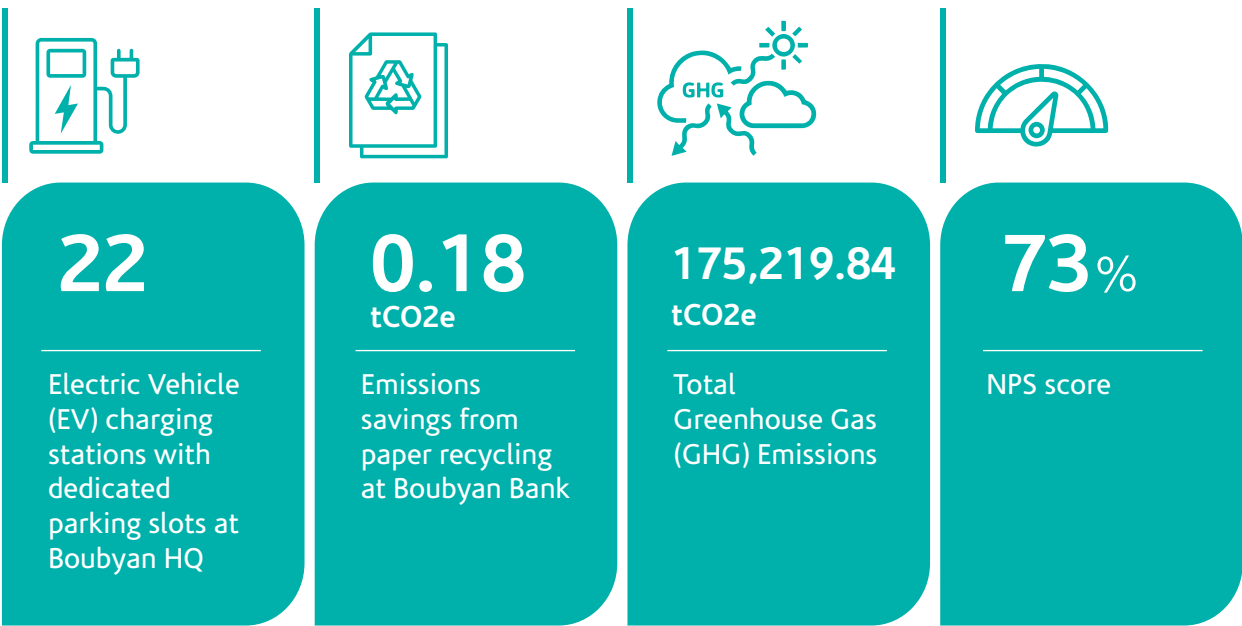 GHG
22
Electric Vehicle
(EV) charging
stations with
dedicated
parking slots at
Boubyan HQ
0.18
tCO2e
Emissions
savings from
paper recycling
at Boubyan Bank
175,219.84
tCO2e
Total
Greenhouse Gas
(GHG) Emissions
73%
NPS score